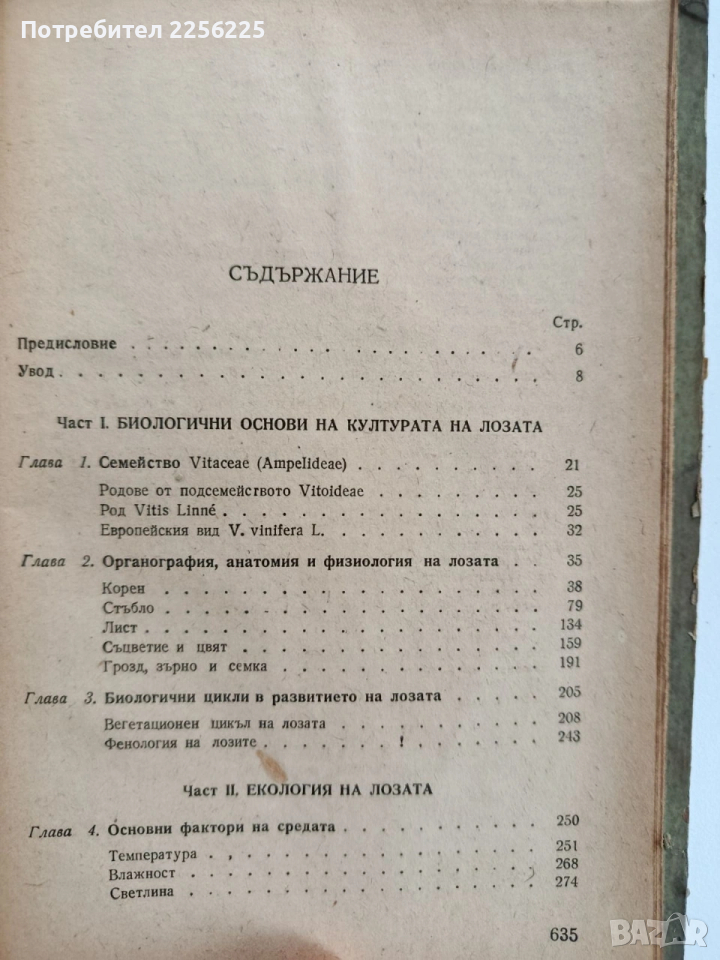 Потребител 2256225
СЪДЪРЖАНИЕ
Стр.
Предисловие . . . . . . . . . . . . . . . . 6
Увод . . . . . . . . . . . . . . . . . . 8
Част I. БИОЛОГИЧНИ ОСНОВИ НА КУЛТУРАТА НА ЛОЗАТА
Глава 1. Семейство Vitaceae (Ampelideae) . . . . . . . . 21
Родове от подсемейството Vitoideae . . . . . . . . 25
Род Vitis Linné . . . . . . . . . . . . . . 25
Европейския вид V. vinifera L. . . . . . . . . . 32
Глава 2. Органография, анатомия и физиология на лозата . . 35
Корен . . . . . . . . . . . . . . . . . 38
Стъбло . . . . . . . . . . . . . . . . . 79
Лист . . . . . . . . . . . . . . . . . . 134
Съцветие и цвят . . . . . . . . . . . . . 159
Грозд, зърно и семка . . . . . . . . . . . . 191
Глава 3. Биологични цикли в развитието на лозата . . . . . 205
Вегетационен цикъл на лозата . . . . . . . . . 208
Фенология на лозите . . . . . . . . . . . . 243
Част II. ЕКОЛОГИЯ НА ЛОЗАТА
Глава 4. Основни фактори на средата . . . . . . . . . 250
Температура . . . . . . . . . . . . . . . 251
Влажност . . . . . . . . . . . . . . . . 268
Светлина . . . . . . . . . . . . . . . . 274
635
BAZAR